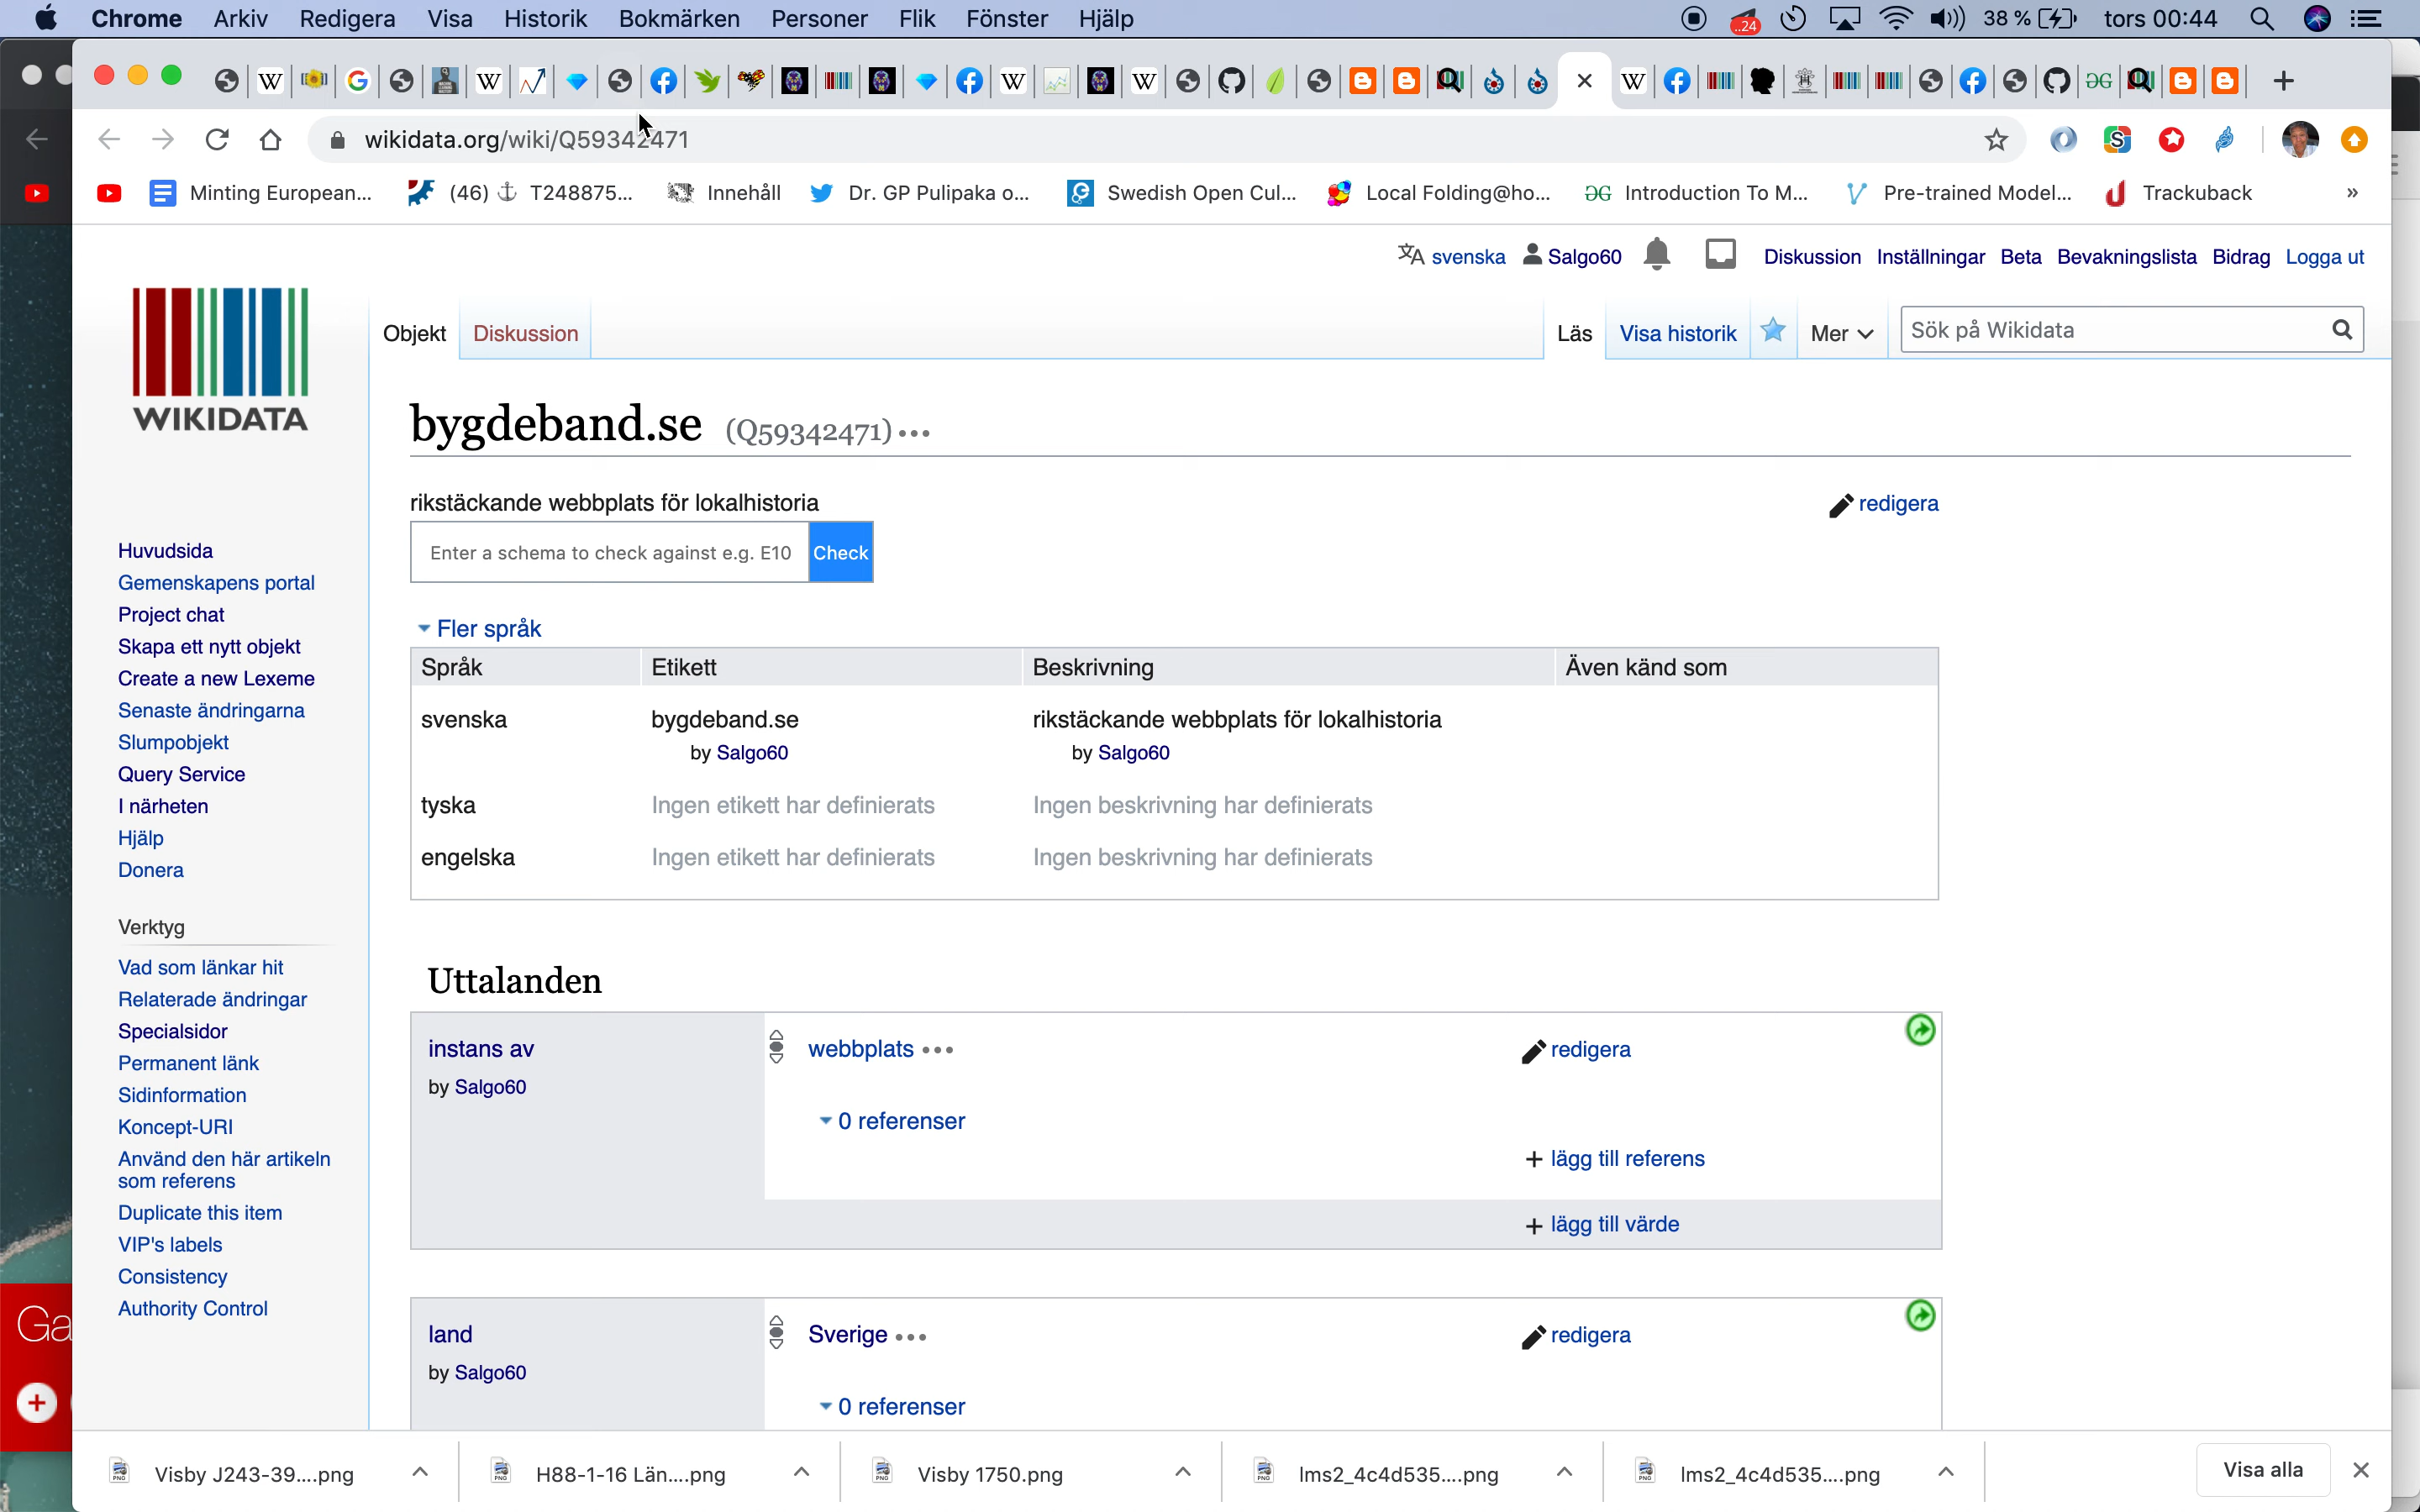 Chrome Arkiv Redigera Visa Historik Bokmärken Personer Flik Fönster Hjälp ..24 38 % tors 00:44
wikidata.org/wiki/Q59342471
Minting European... (46) T248875... Innehåll Dr. GP Pulipaka o... Swedish Open Cul... Local Folding@ho... Introduction To M... Pre-trained Model... Trackuback »
svenska Salgo60 Diskussion Inställningar Beta Bevakningslista Bidrag Logga ut
WIKIDATA
Objekt Diskussion Läs Visa historik Mer Sök på Wikidata
bygdeband.se (Q59342471)
rikstäckande webbplats för lokalhistoria redigera
Enter a schema to check against e.g. E10 Check
Fler språk
Språk Etikett Beskrivning Även känd som
svenska bygdeband.se rikstäckande webbplats för lokalhistoria
by Salgo60 by Salgo60
tyska Ingen etikett har definierats Ingen beskrivning har definierats
engelska Ingen etikett har definierats Ingen beskrivning har definierats
Huvudsida
Gemenskapens portal
Project chat
Skapa ett nytt objekt
Create a new Lexeme
Senaste ändringarna
Slumpobjekt
Query Service
I närheten
Hjälp
Donera
Verktyg
Vad som länkar hit
Relaterade ändringar
Specialsidor
Permanent länk
Sidinformation
Koncept-URI
Använd den här artikeln
som referens
Duplicate this item
VIP's labels
Consistency
Authority Control
Uttalanden
instans av webbplats redigera
by Salgo60
0 referenser
+ lägg till referens
+ lägg till värde
land Sverige redigera
by Salgo60
0 referenser
Ga
Visby J243-39....png H88-1-16 Län....png Visby 1750.png lms2_4c4d535....png lms2_4c4d535....png Visa alla